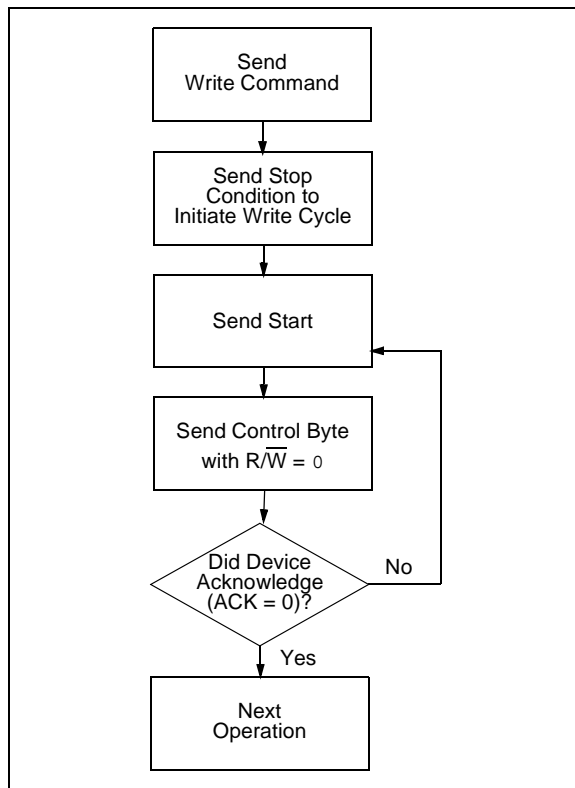 Send
Write Command
Send Stop
Condition to
Initiate Write Cycle
Send Start
Send Control Byte
with R/W̅ = 0
Did Device
Acknowledge
(ACK = 0)?
No
Yes
Next
Operation